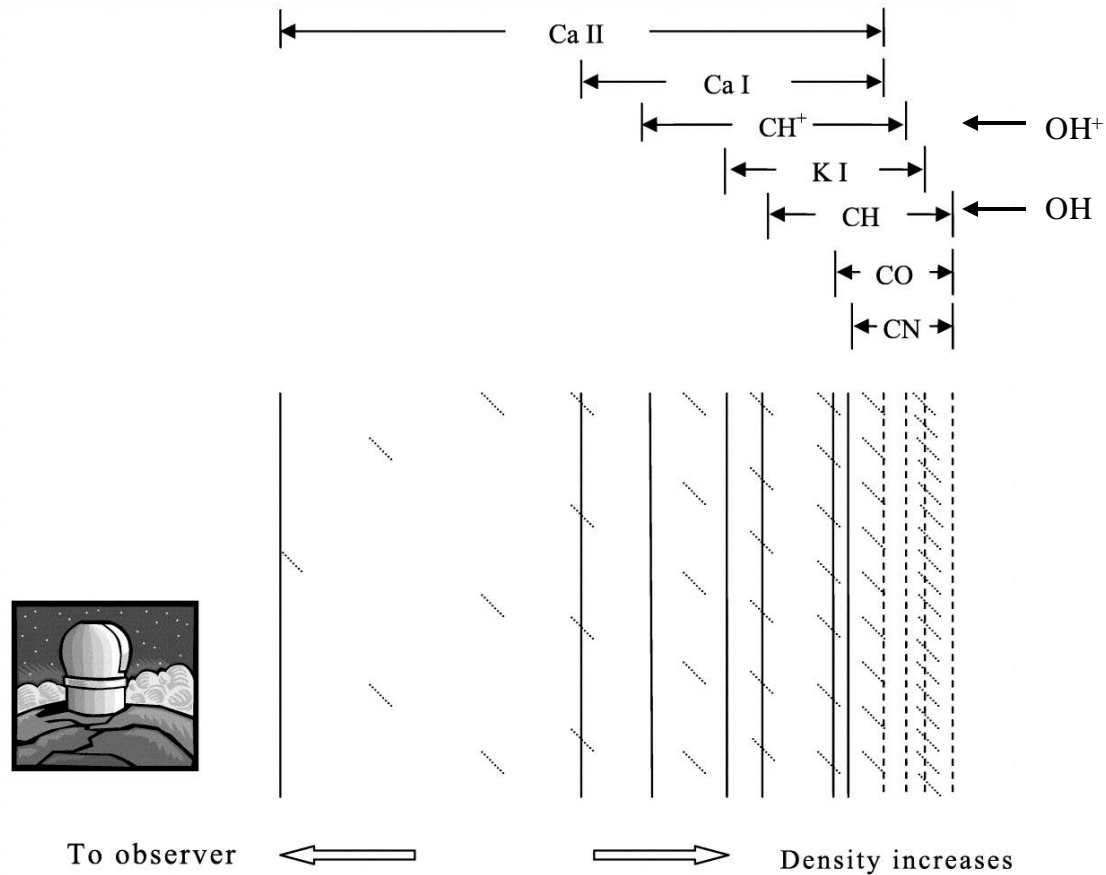 Ca II
Ca I
CH⁺ OH⁺
K I
CH OH
CO
CN
To observer Density increases